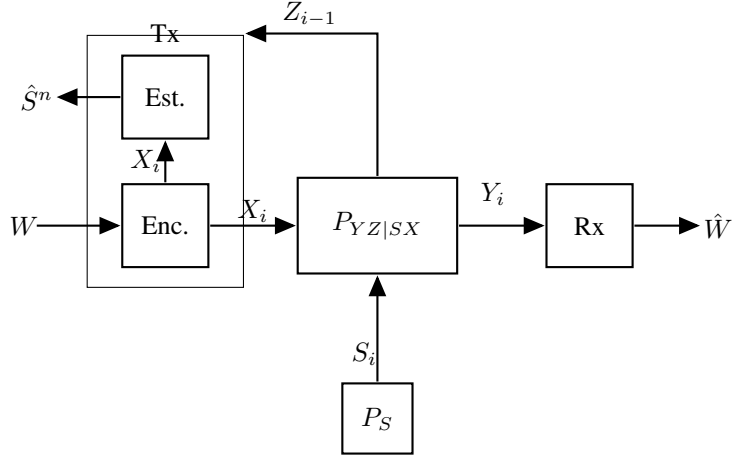 Z_{i−1}
Tx
Ŝ^n
Est.
X_i
W
Enc.
X_i
P_{YZ|SX}
Y_i
Rx
Ŵ
S_i
P_S